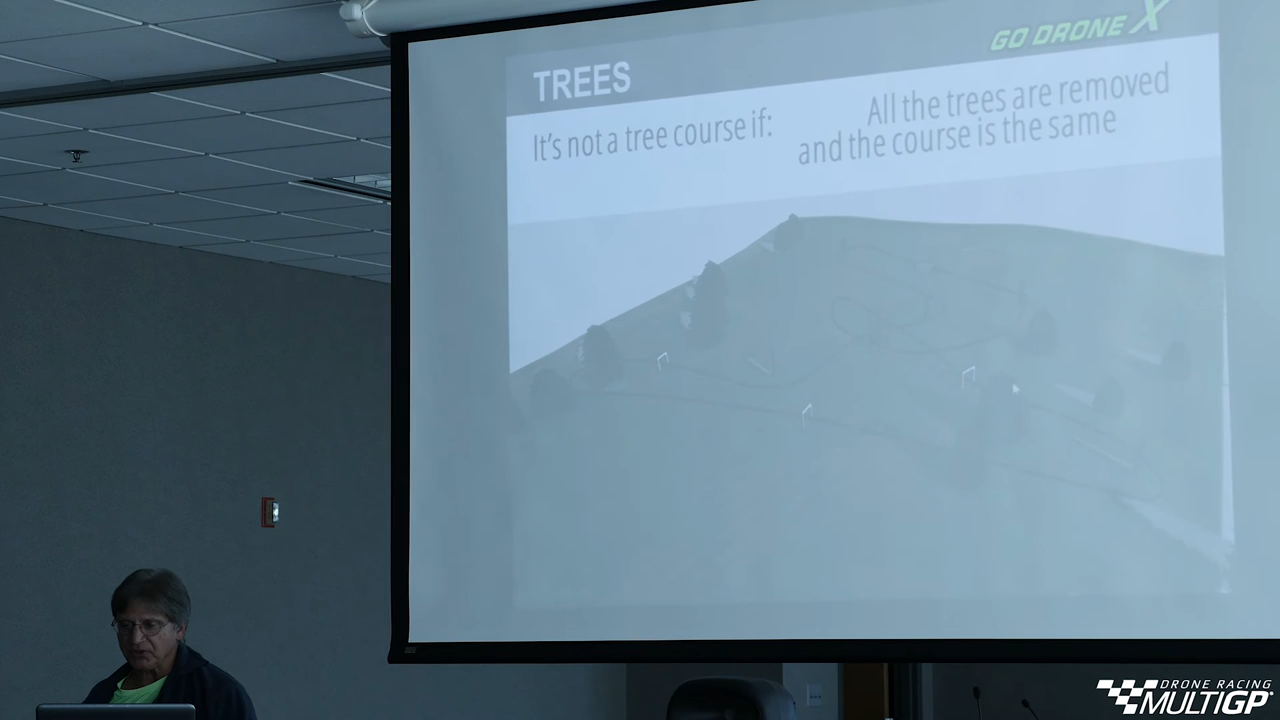 GO DRONE X
TREES
It's not a tree course if:
All the trees are removed
and the course is the same
DRONE RACING
MULTIGP